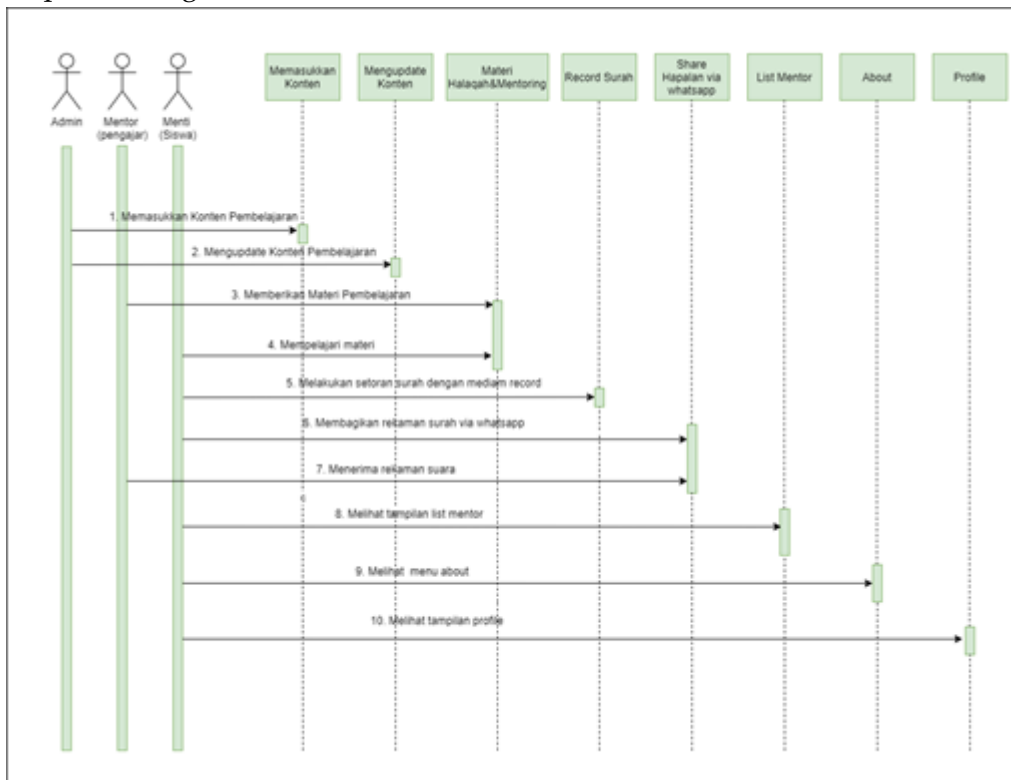 Memasukkan
Konten
Mengupdate
Konten
Materi
Halaqah&Mentoring
Record Surah
Share
Hapalan via
whatsapp
List Mentor
About
Profile
Admin
Mentor
(pengajar)
Menti
(Siswa)
1. Memasukkan Konten Pembelajaran
2. Mengupdate Konten Pembelajaran
3. Memberikan Materi Pembelajaran
4. Mempelajari materi
5. Melakukan setoran surah dengan mediam record
6. Membagikan rekaman surah via whatsapp
7. Menerima rekaman suara
8. Melihat tampilan list mentor
9. Melihat menu about
10. Melihat tampilan profile